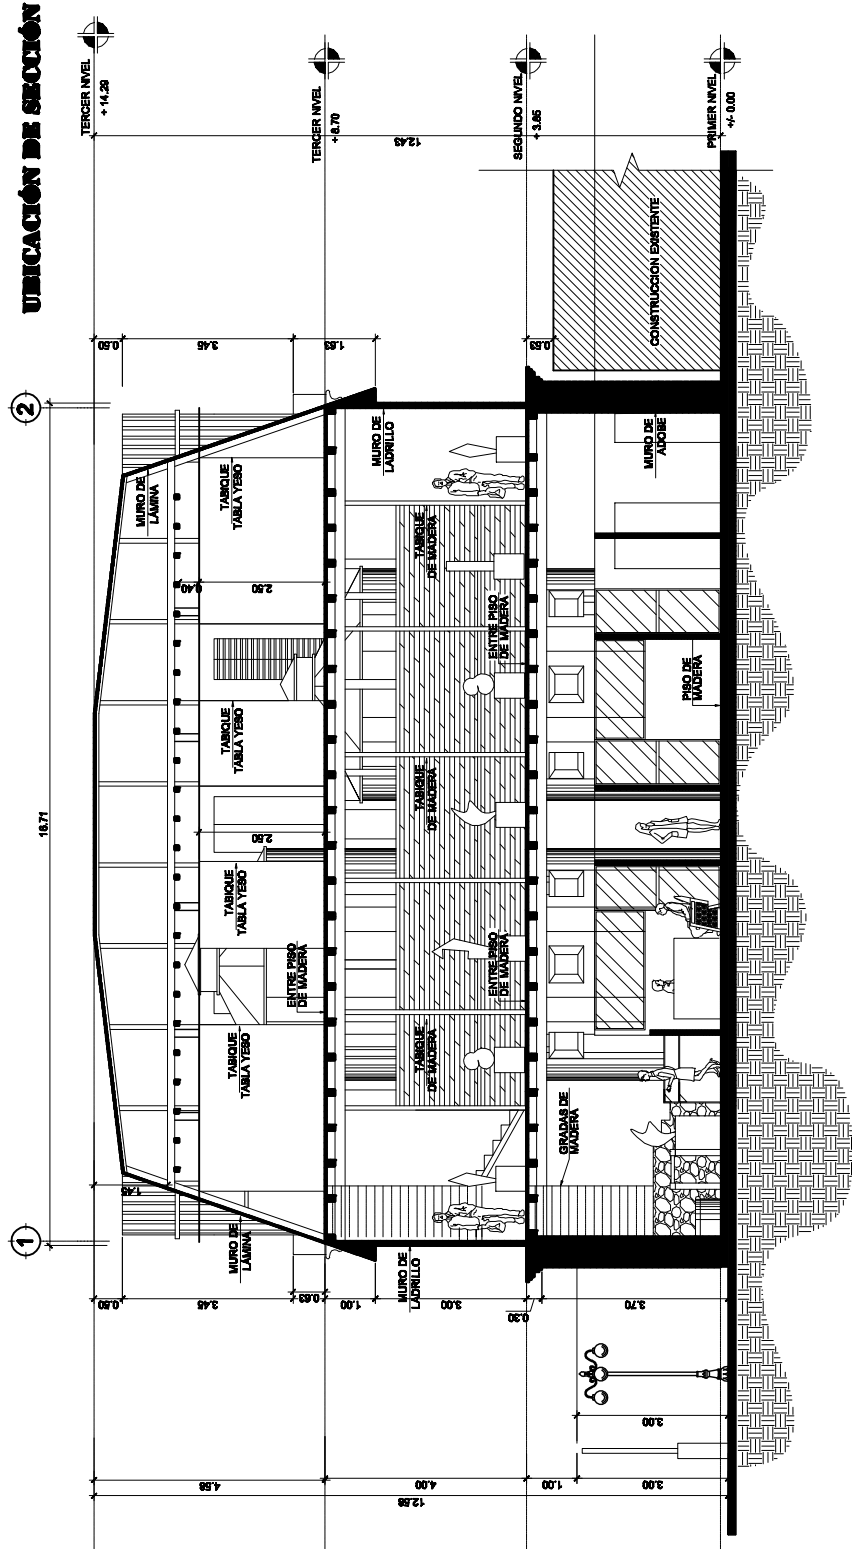 UBICACIÓN DE SECCIÓN
1
2
16.71
TERCER NIVEL
+ 14.29
0.50
0.50
1.45
MURO DE
LÁMINA
3.45
3.45
4.58
0.40
MURO DE
LÁMINA
TABIQUE
TABLA YESO
TABIQUE
TABLA YESO
TABIQUE
TABLA YESO
TABIQUE
TABLA YESO
2.50
2.50
ENTRE PISO
DE MADERA
0.63
1.63
TERCER NIVEL
+ 8.70
1.00
MURO DE
LADRILLO
MURO DE
LADRILLO
12.43
12.58
4.00
3.00
TABIQUE
DE MADERA
TABIQUE
DE MADERA
TABIQUE
DE MADERA
ENTRE PISO
DE MADERA
ENTRE PISO
DE MADERA
SEGUNDO NIVEL
+ 3.85
0.30
0.53
1.00
GRADAS DE
MADERA
3.70
3.00
3.00
MURO DE
ADOBE
CONSTRUCCION EXISTENTE
PISO DE
MADERA
PRIMER NIVEL
+/- 0.00